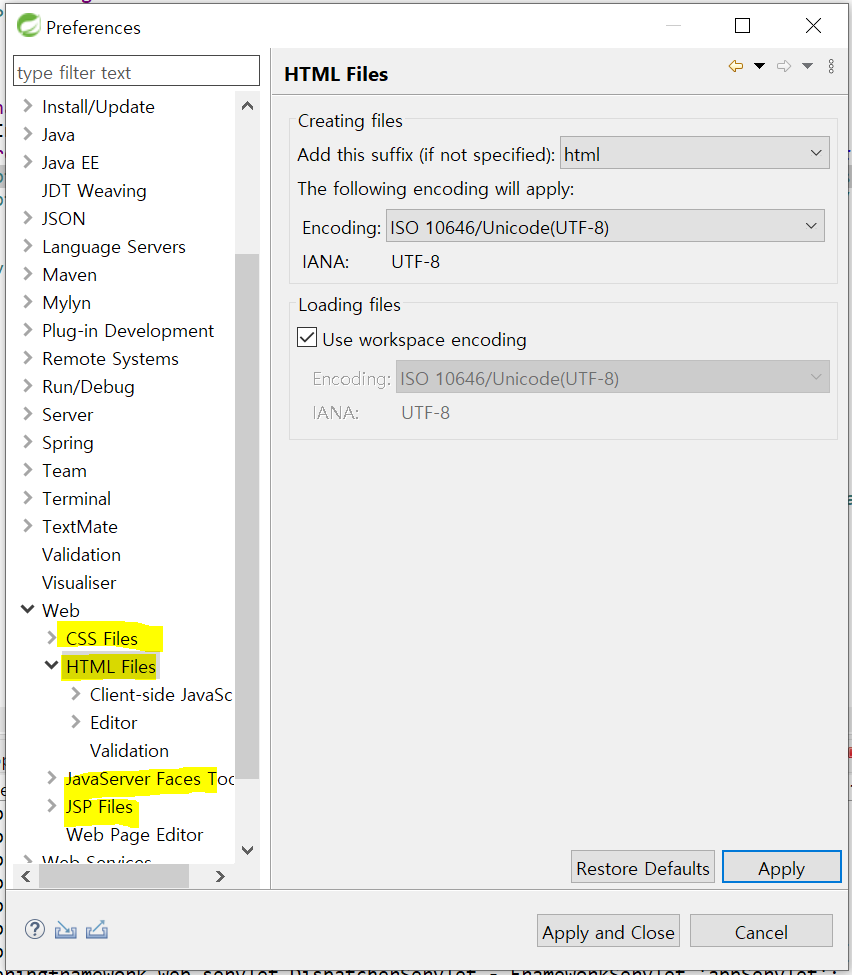 Preferences
type filter text
Install/Update
Java
Java EE
JDT Weaving
JSON
Language Servers
Maven
Mylyn
Plug-in Development
Remote Systems
Run/Debug
Server
Spring
Team
Terminal
TextMate
Validation
Visualiser
Web
CSS Files
HTML Files
Client-side JavaSc
Editor
Validation
JavaServer Faces Too
JSP Files
Web Page Editor
Web Services
HTML Files
Creating files
Add this suffix (if not specified): html
The following encoding will apply:
Encoding: ISO 10646/Unicode(UTF-8)
IANA: UTF-8
Loading files
Use workspace encoding
Encoding: ISO 10646/Unicode(UTF-8)
IANA: UTF-8
Restore Defaults
Apply
Apply and Close
Cancel